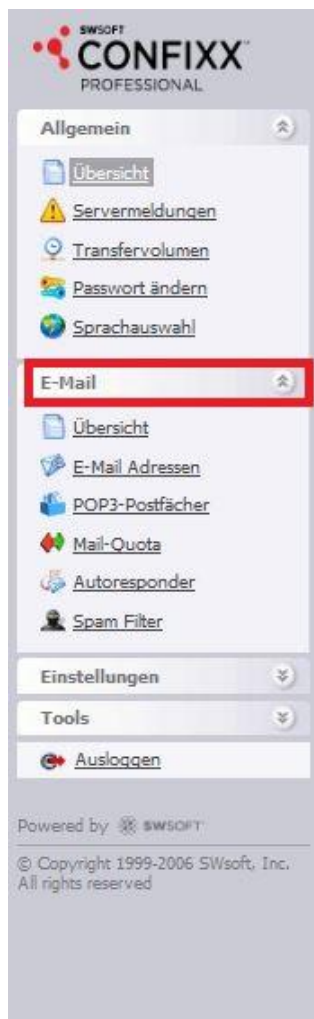 SWSOFT
CONFIXX
PROFESSIONAL
Allgemein
Übersicht
Servermeldungen
Transfervolumen
Passwort ändern
Sprachauswahl
E-Mail
Übersicht
E-Mail Adressen
POP3-Postfächer
Mail-Quota
Autoresponder
Spam Filter
Einstellungen
Tools
Ausloggen
Powered by SWSOFT
© Copyright 1999-2006 SWsoft, Inc.
All rights reserved